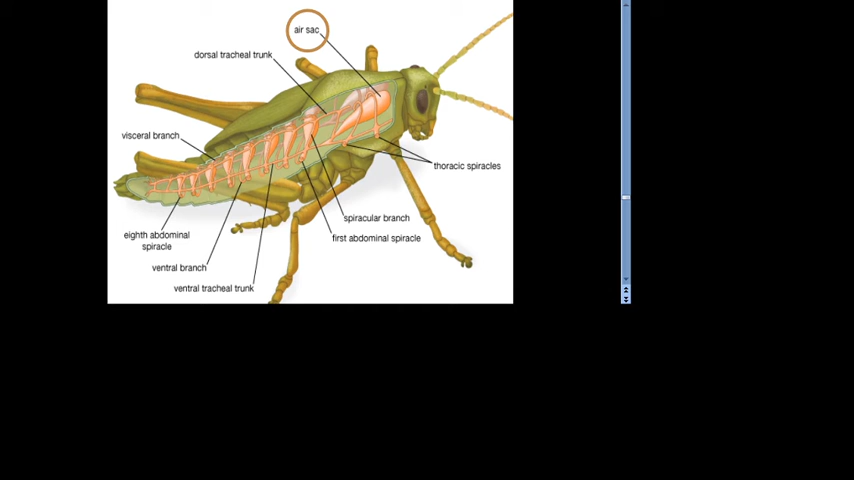 air sac
dorsal tracheal trunk
visceral branch
thoracic spiracles
spiracular branch
eighth abdominal
spiracle
first abdominal spiracle
ventral branch
ventral tracheal trunk